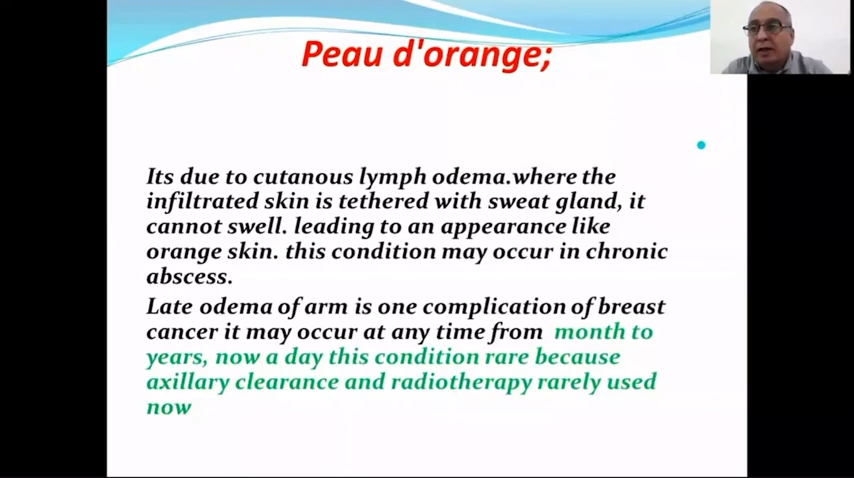 Peau d'orange;
Its due to cutanous lymph odema.where the
infiltrated skin is tethered with sweat gland, it
cannot swell. leading to an appearance like
orange skin. this condition may occur in chronic
abscess.
Late odema of arm is one complication of breast
cancer it may occur at any time from month to
years, now a day this condition rare because
axillary clearance and radiotherapy rarely used
now